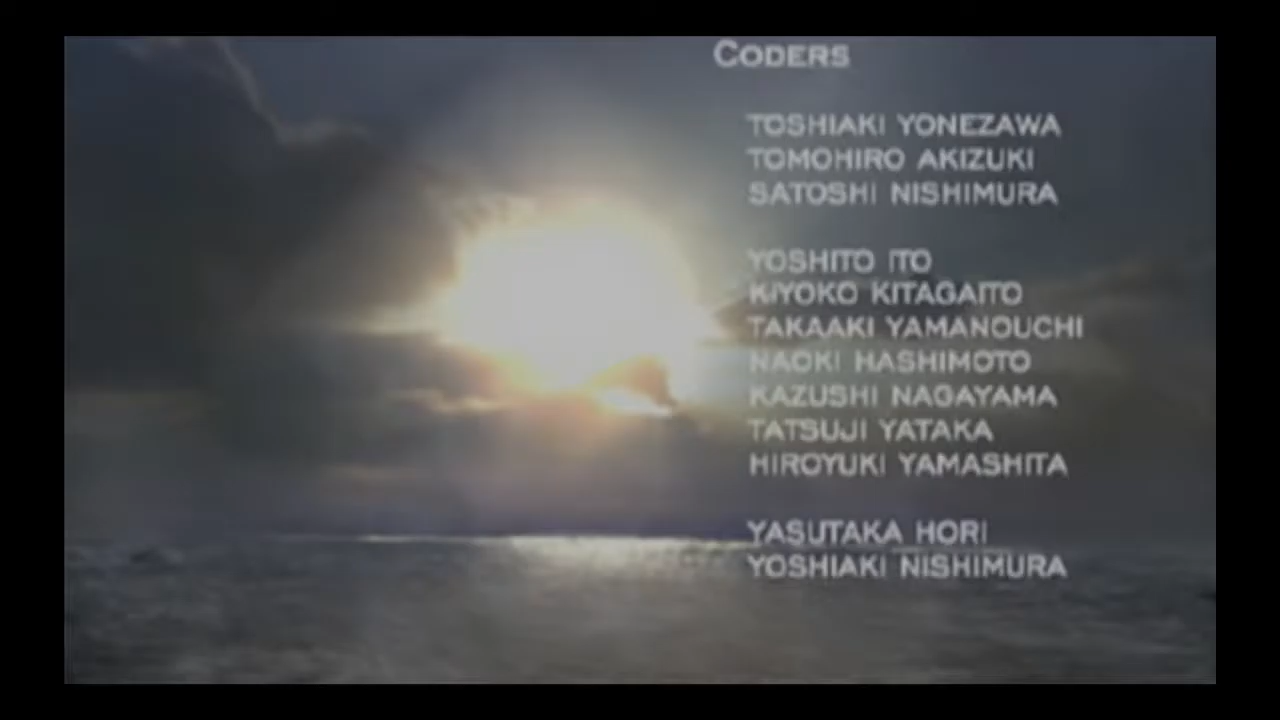 CODERS
TOSHIAKI YONEZAWA
TOMOHIRO AKIZUKI
SATOSHI NISHIMURA
YOSHITO ITO
KIYOKO KITAGAITO
TAKAAKI YAMANOUCHI
NAOKI HASHIMOTO
KAZUSHI NAGAYAMA
TATSUJI YATAKA
HIROYUKI YAMASHITA
YASUTAKA HORI
YOSHIAKI NISHIMURA